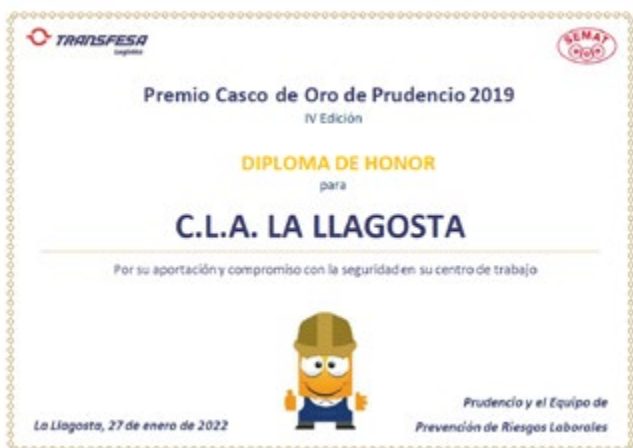 TRANSFESA
Logistics
SEMAT
Premio Casco de Oro de Prudencio 2019
IV Edición
DIPLOMA DE HONOR
para
C.L.A. LA LLAGOSTA
Por su aportación y compromiso con la seguridad en su centro de trabajo
La Llagosta, 27 de enero de 2022
Prudencio y el Equipo de
Prevención de Riesgos Laborales